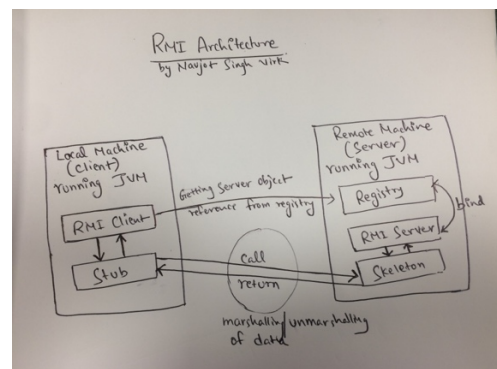 RMI Architecture
by Navjot Singh Virk
Local Machine
(Client)
running JVM
RMI Client
Stub
Getting Server object
reference from registry
call
return
marshalling/unmarshalling
of data
Remote Machine
(Server)
running JVM
Registry
bind
RMI Server
Skeleton